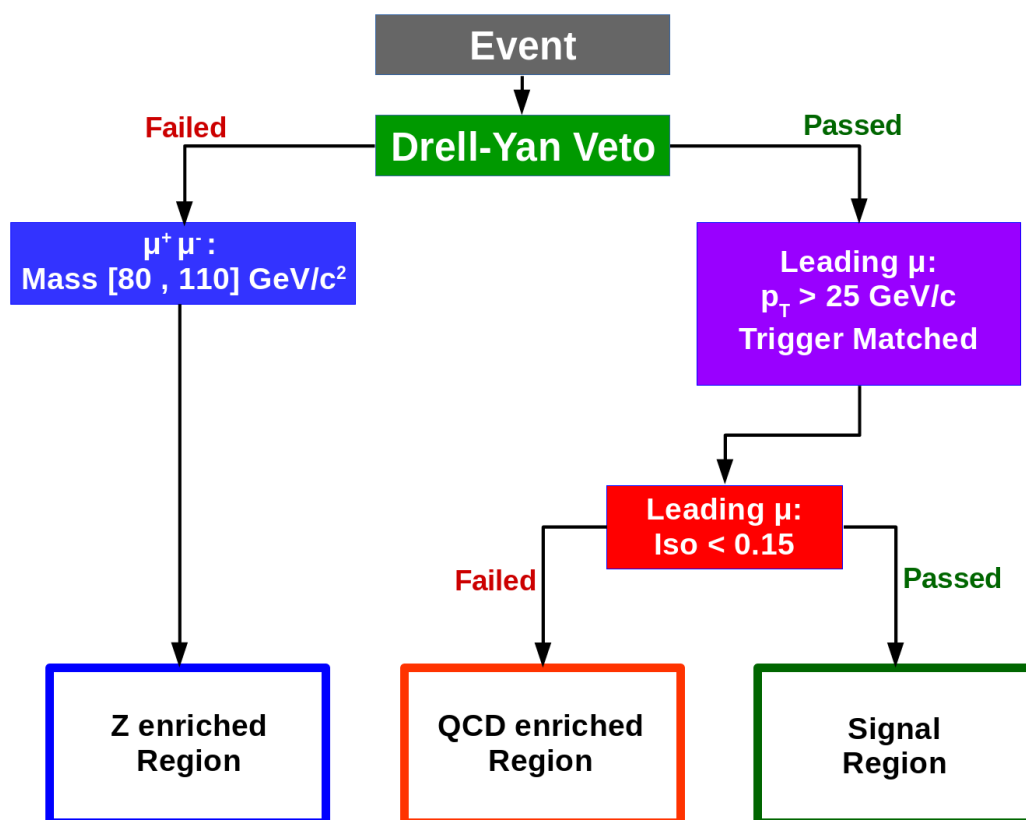 Event
Failed
Drell-Yan Veto
Passed
μ⁺ μ⁻ :
Mass [80 , 110] GeV/c²
Leading μ:
p_T > 25 GeV/c
Trigger Matched
Leading μ:
Iso < 0.15
Failed
Passed
Z enriched
Region
QCD enriched
Region
Signal
Region